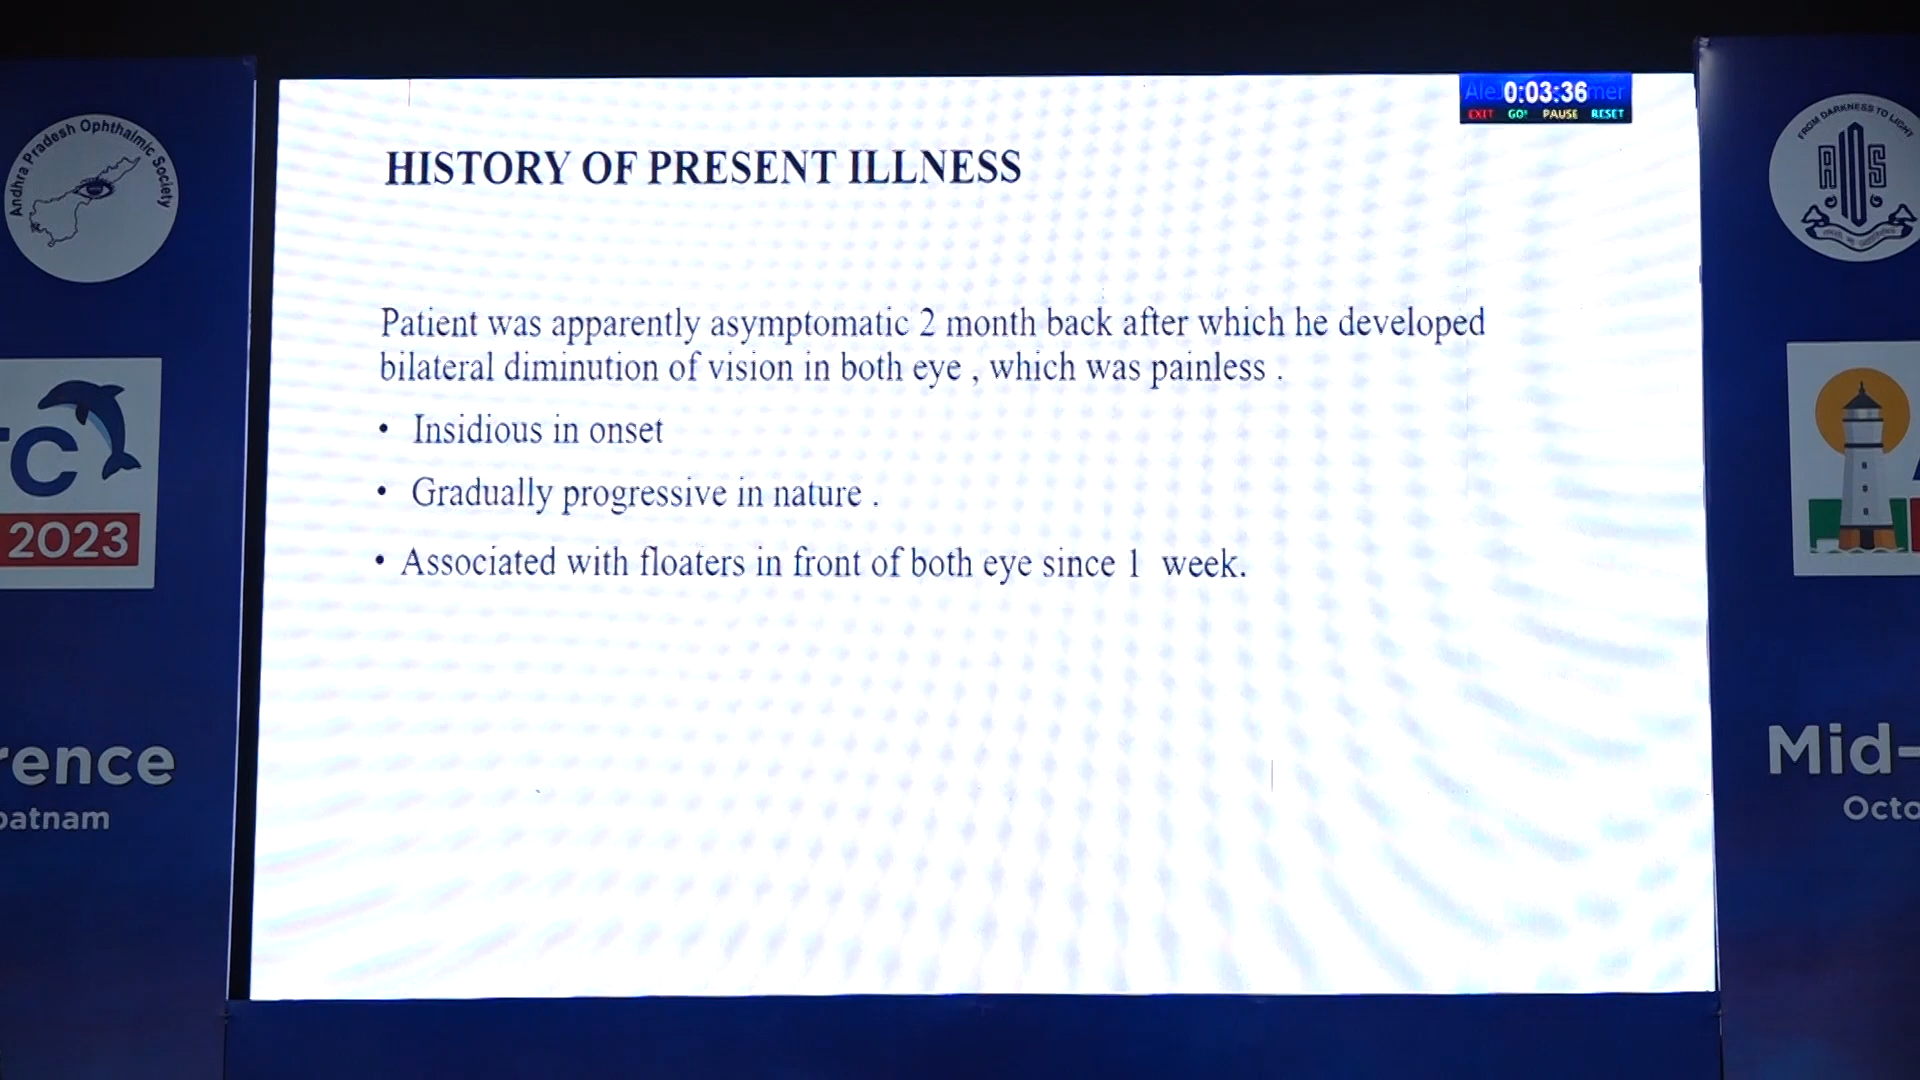 Andhra Pradesh Ophthalmic Society
TC
2023
rence
patnam
0:03:36
EXIT GO! PAUSE RESET
HISTORY OF PRESENT ILLNESS
Patient was apparently asymptomatic 2 month back after which he developed
bilateral diminution of vision in both eye , which was painless .
• Insidious in onset
• Gradually progressive in nature .
• Associated with floaters in front of both eye since 1 week.
FROM DARKNESS TO LIGHT
AIOS
Mid-
Octo